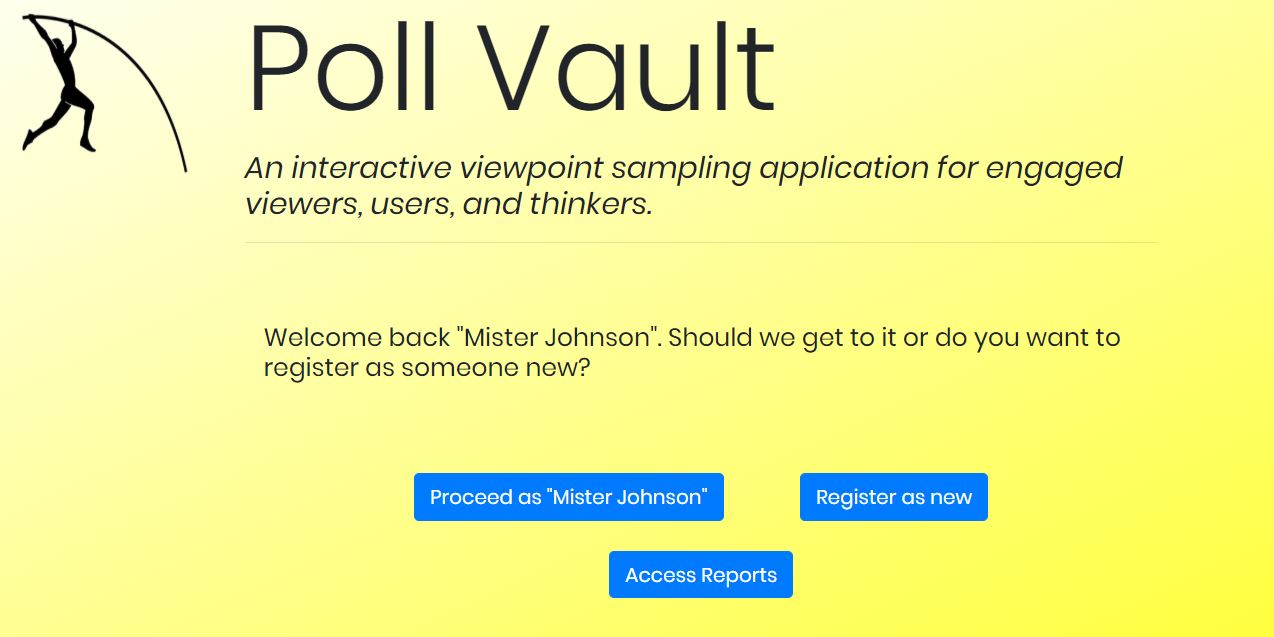 Poll Vault
An interactive viewpoint sampling application for engaged
viewers, users, and thinkers.
Welcome back "Mister Johnson". Should we get to it or do you want to
register as someone new?
Proceed as "Mister Johnson"
Register as new
Access Reports